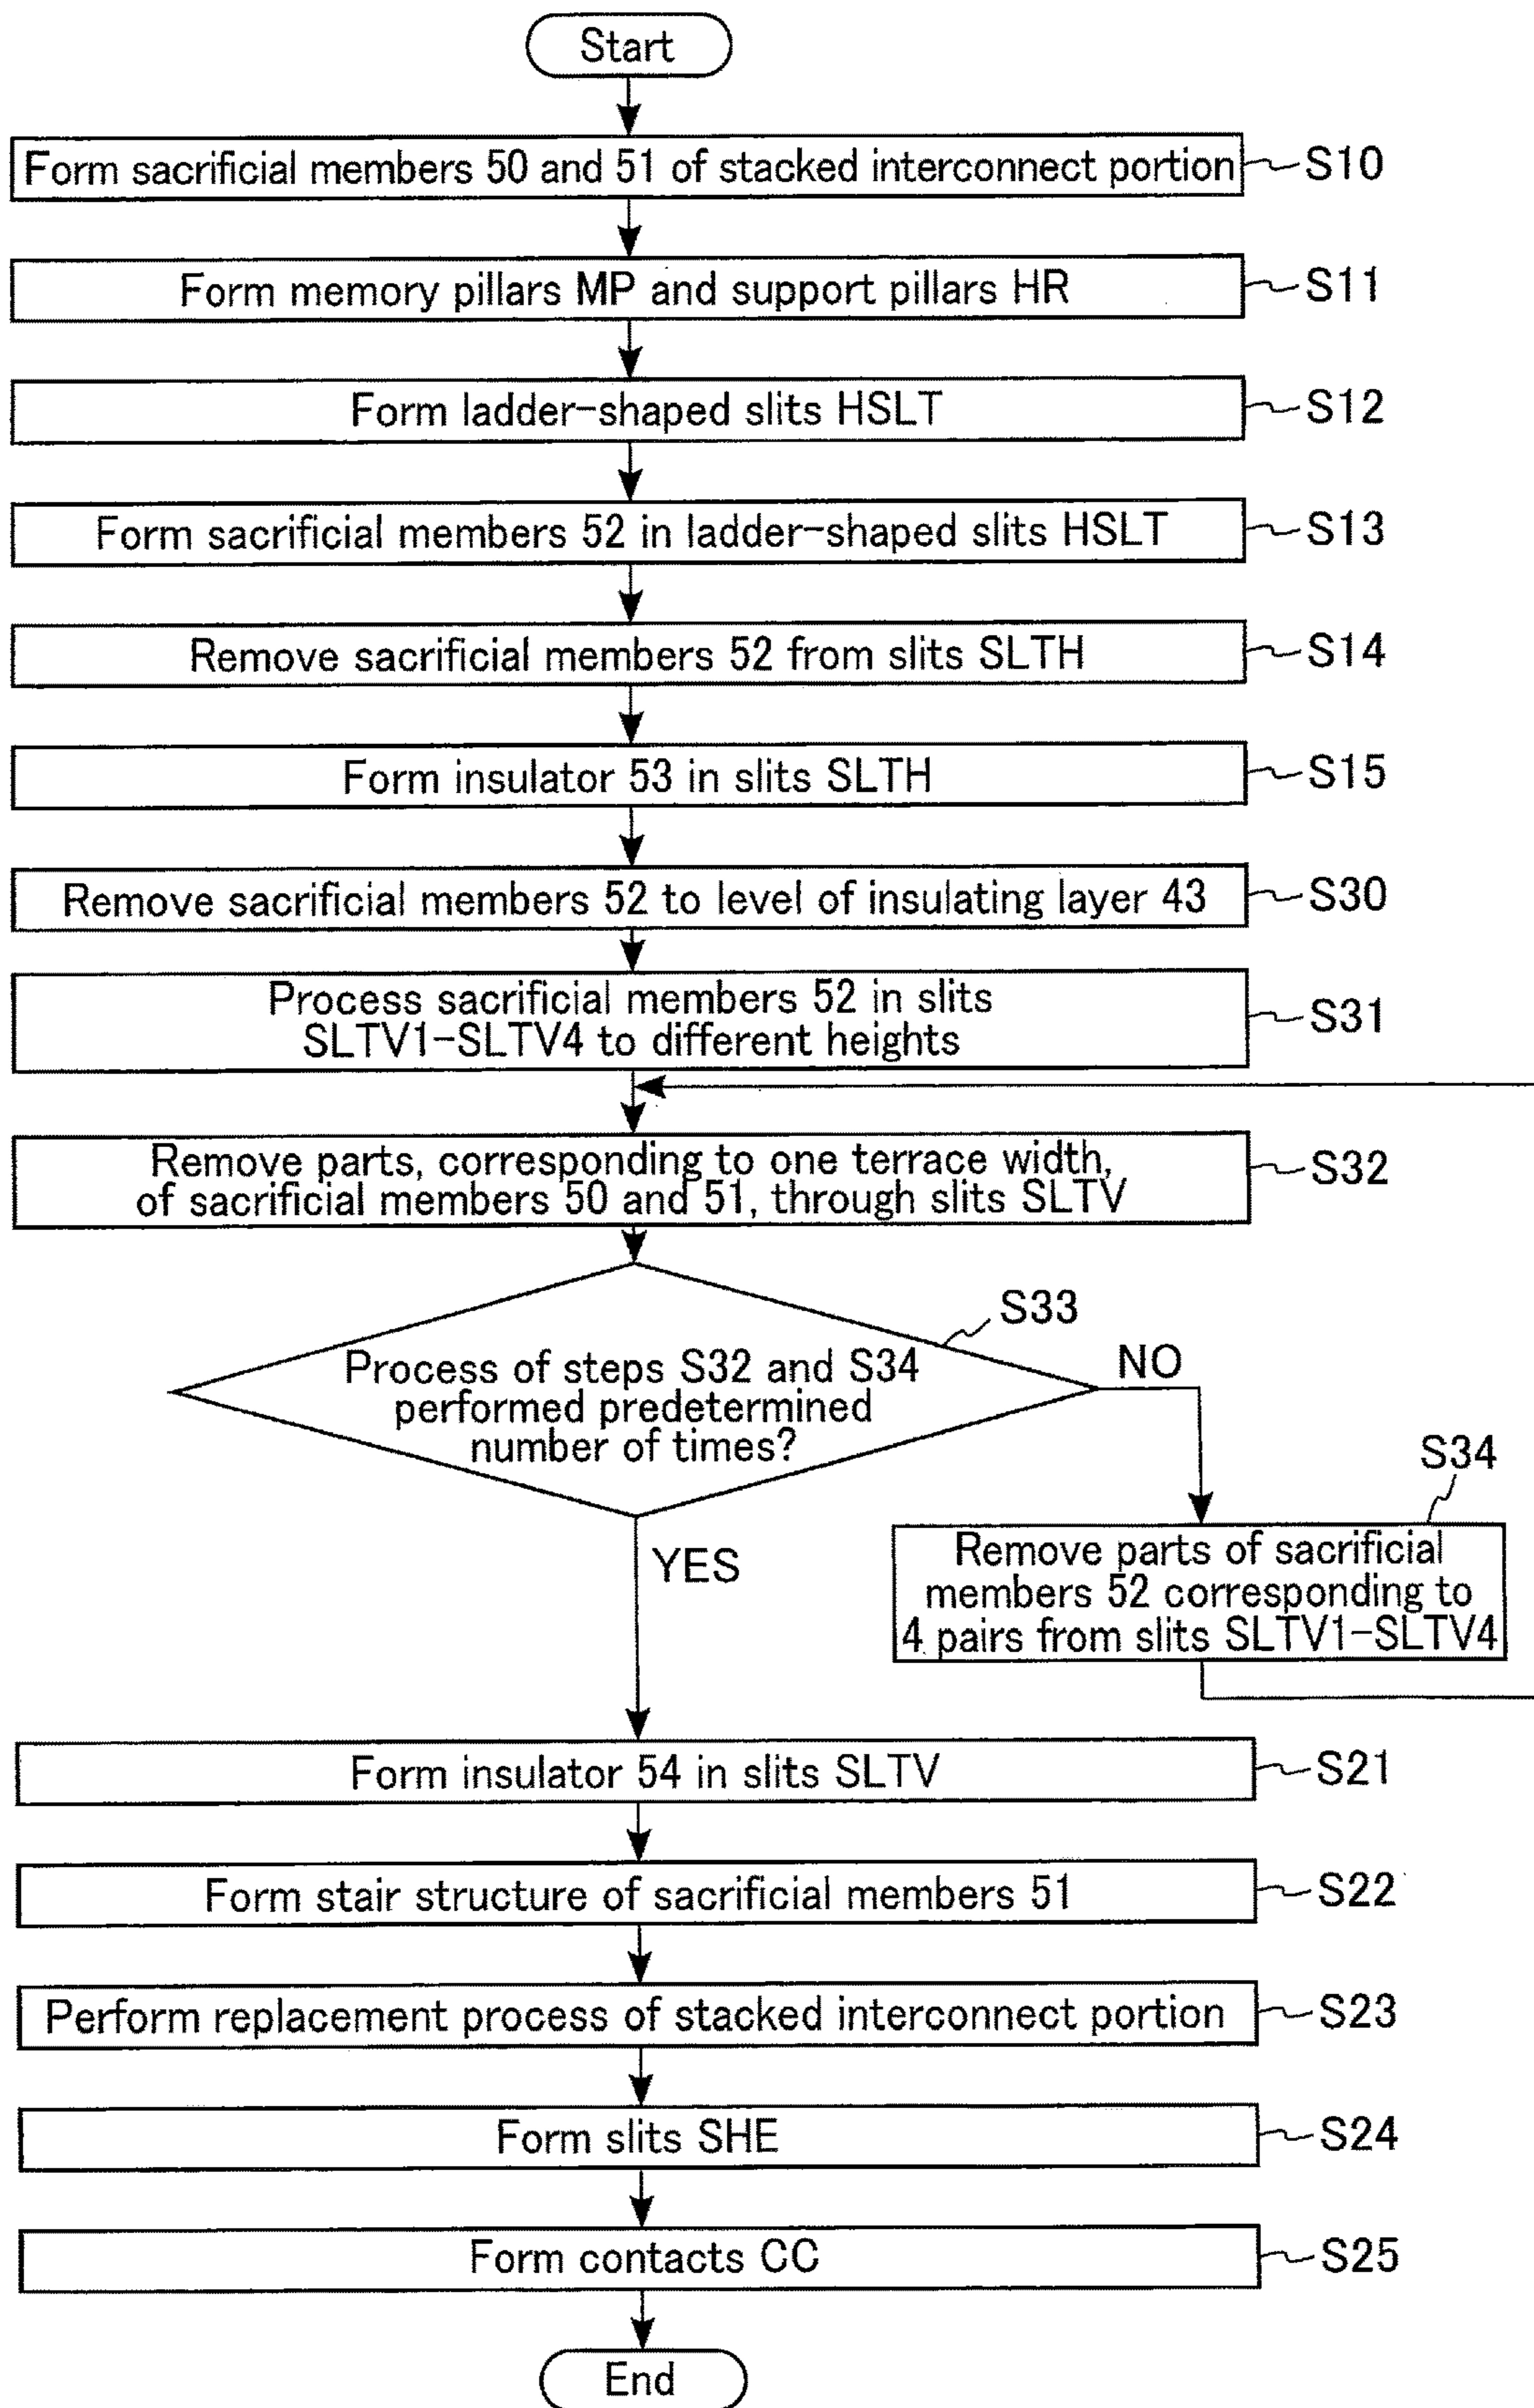 Start
Form sacrificial members 50 and 51 of stacked interconnect portion
S10
Form memory pillars MP and support pillars HR
S11
Form ladder-shaped slits HSLT
S12
Form sacrificial members 52 in ladder-shaped slits HSLT
S13
Remove sacrificial members 52 from slits SLTH
S14
Form insulator 53 in slits SLTH
S15
Remove sacrificial members 52 to level of insulating layer 43
S30
Process sacrificial members 52 in slits
SLTV1-SLTV4 to different heights
S31
Remove parts, corresponding to one terrace width,
of sacrificial members 50 and 51, through slits SLTV
S32
S33
Process of steps S32 and S34
performed predetermined
number of times?
NO
S34
Remove parts of sacrificial
members 52 corresponding to
4 pairs from slits SLTV1-SLTV4
YES
Form insulator 54 in slits SLTV
S21
Form stair structure of sacrificial members 51
S22
Perform replacement process of stacked interconnect portion
S23
Form slits SHE
S24
Form contacts CC
S25
End